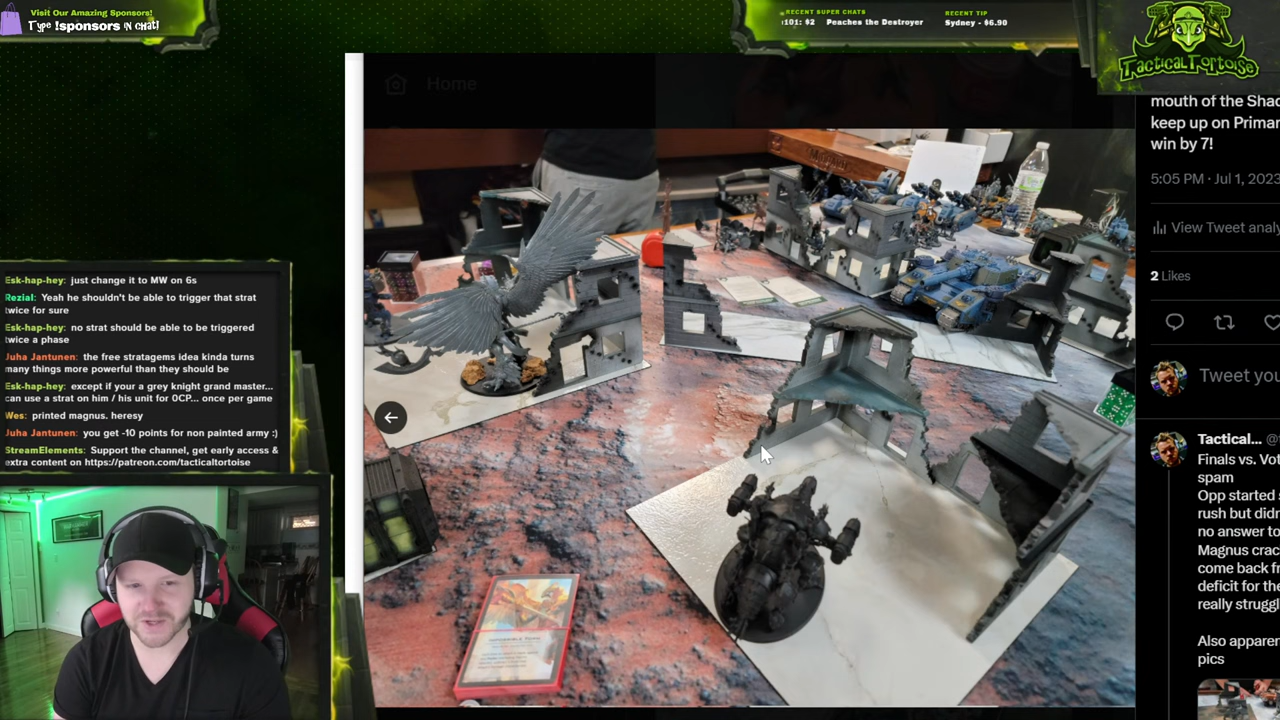 Visit Our Amazing Sponsors!
Type !sponsors in chat!
RECENT SUPER CHATS
101: $2 Peaches the Destroyer
RECENT TIP
Sydney - $6.90
TacticalTortoise
Home
mouth of the Shad
keep up on Primar
win by 7!
5:05 PM · Jul 1, 2023
View Tweet analy
2 Likes
Tweet you
Tactical... @
Finals vs. Vot
spam
Opp started s
rush but didn
no answer to
Magnus crac
come back fr
deficit for the
really struggl
Also apparen
pics
Esk-hap-hey: just change it to MW on 6s
Rezial: Yeah he shouldn't be able to trigger that strat
twice for sure
Esk-hap-hey: no strat should be able to be triggered
twice a phase
Juha Jantunen: the free stratagems idea kinda turns
many things more powerful than they should be
Esk-hap-hey: except if your a grey knight grand master...
can use a strat on him / his unit for 0CP... once per game
Wes: printed magnus. heresy
Juha Jantunen: you get -10 points for non painted army :)
StreamElements: Support the channel, get early access &
extra content on https://patreon.com/tacticaltortoise